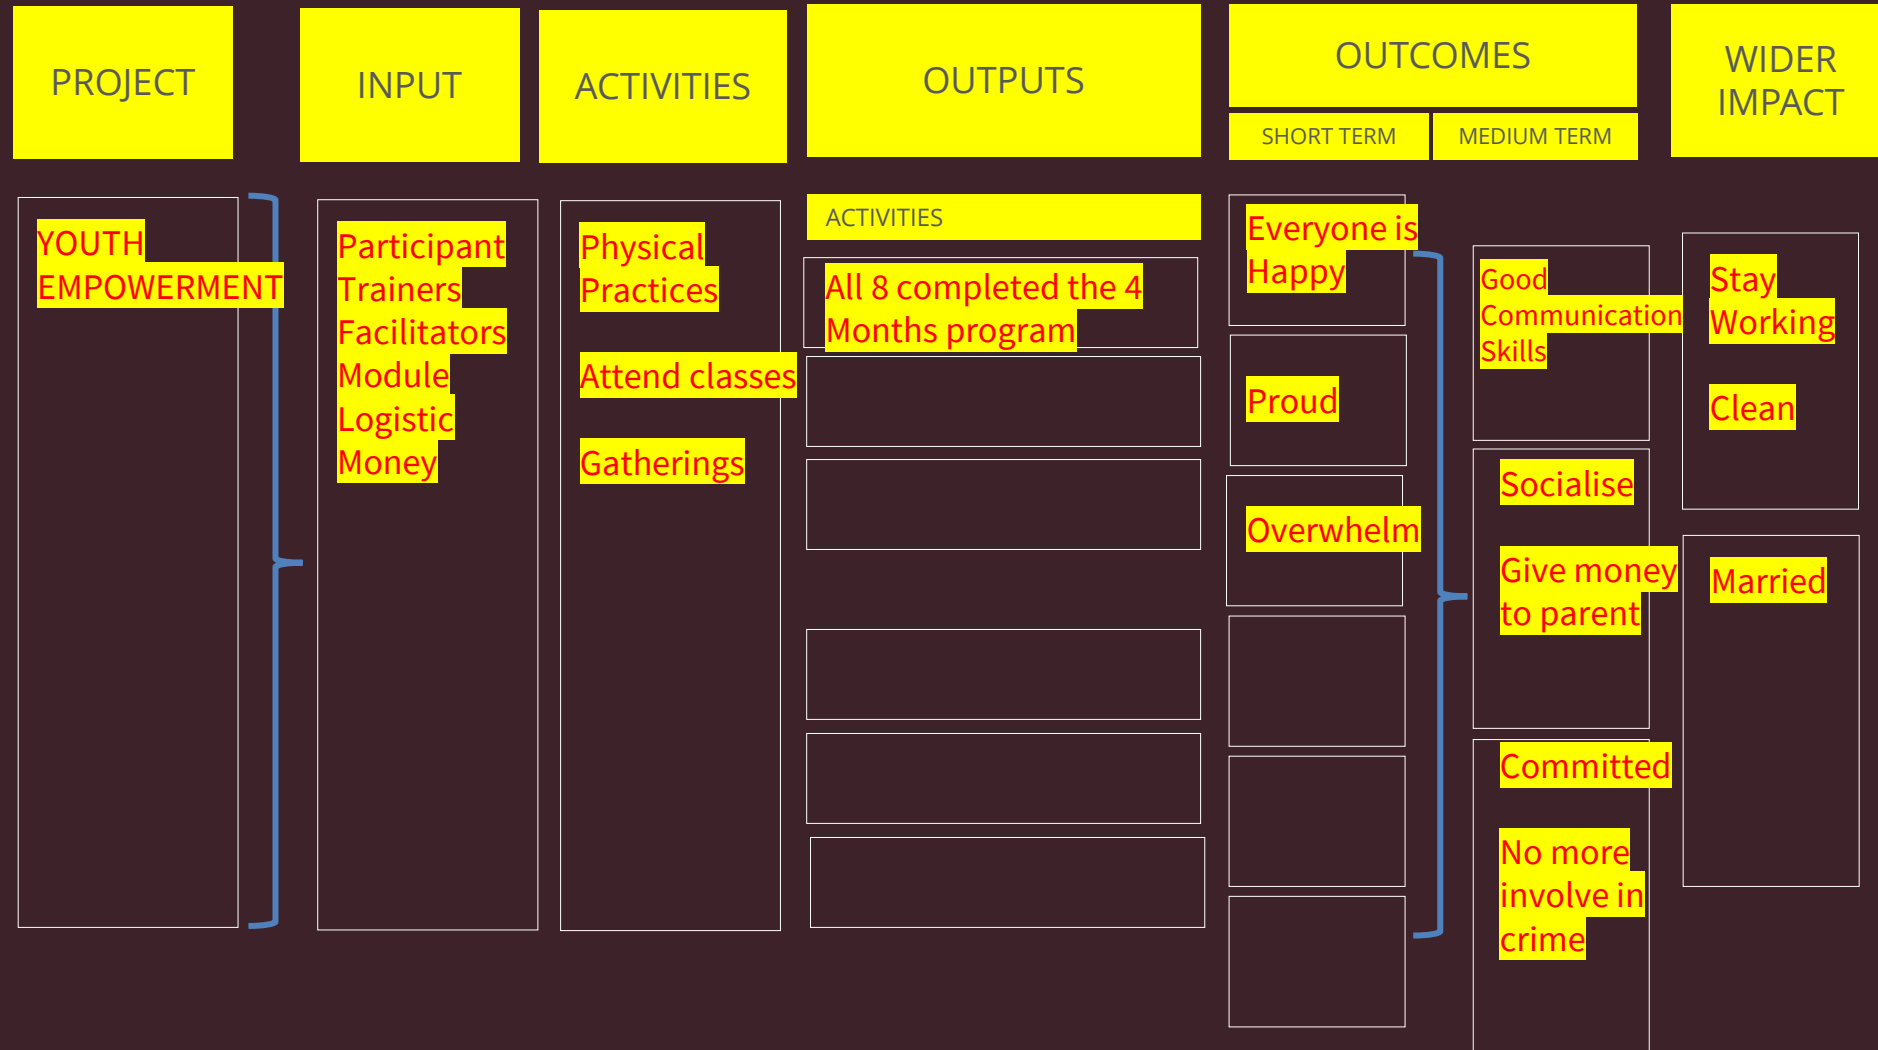 PROJECT
INPUT
ACTIVITIES
OUTPUTS
OUTCOMES
SHORT TERM
MEDIUM TERM
WIDER
IMPACT
YOUTH
EMPOWERMENT
Participant
Trainers
Facilitators
Module
Logistic
Money
Physical
Practices
Attend classes
Gatherings
ACTIVITIES
All 8 completed the 4
Months program
Everyone is
Happy
Proud
Overwhelm
Good
Communication
Skills
Socialise
Give money
to parent
Committed
No more
involve in
crime
Stay
Working
Clean
Married